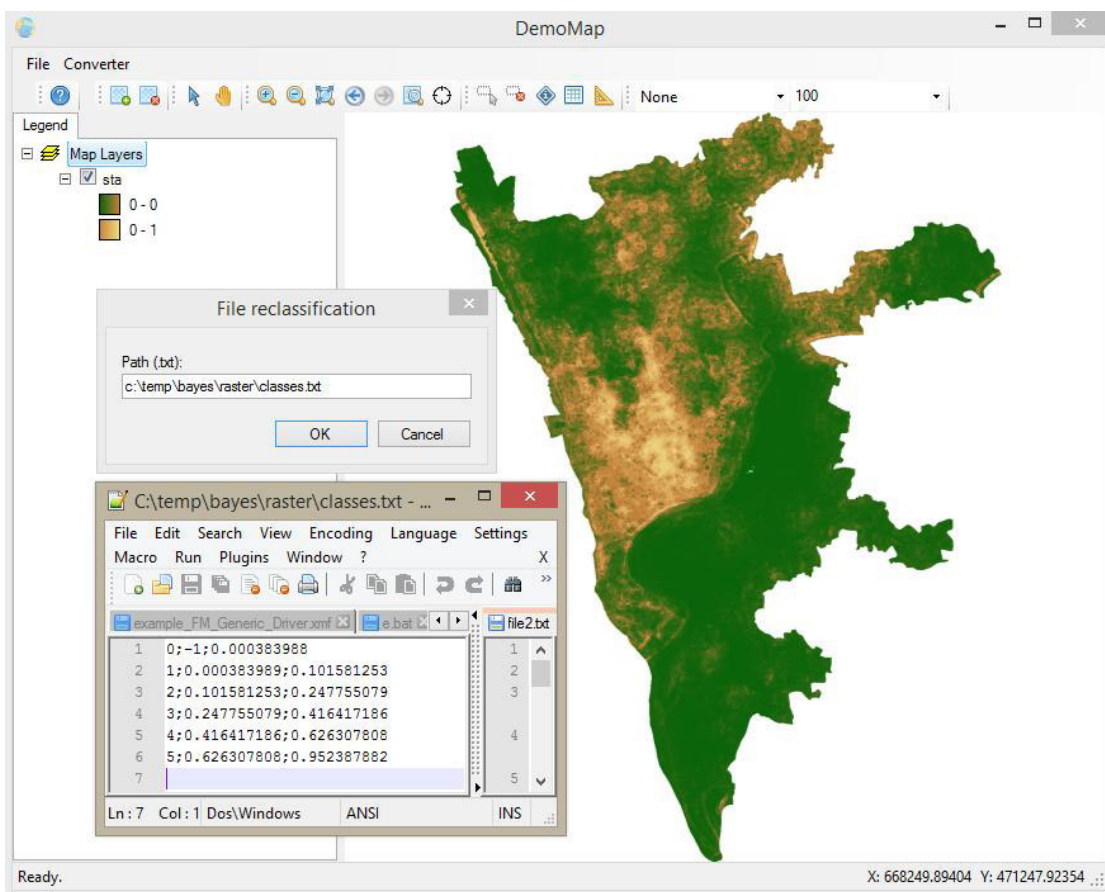 DemoMap
File Converter
None 100
Legend
Map Layers
sta
0 - 0
0 - 1
File reclassification
Path (.txt):
c:\temp\bayes\raster\classes.txt
OK Cancel
C:\temp\bayes\raster\classes.txt - ...
File Edit Search View Encoding Language Settings
Macro Run Plugins Window ? X
example_FM_Generic_Driver.xmf e.bat file2.txt
1 0;-1;0.000383988 1
2 1;0.000383989;0.101581253 2
3 2;0.101581253;0.247755079 3
4 3;0.247755079;0.416417186
5 4;0.416417186;0.626307808 4
6 5;0.626307808;0.952387882
7 5
Ln : 7 Col : 1 Dos\Windows ANSI INS
Ready. X: 668249.89404 Y: 471247.92354